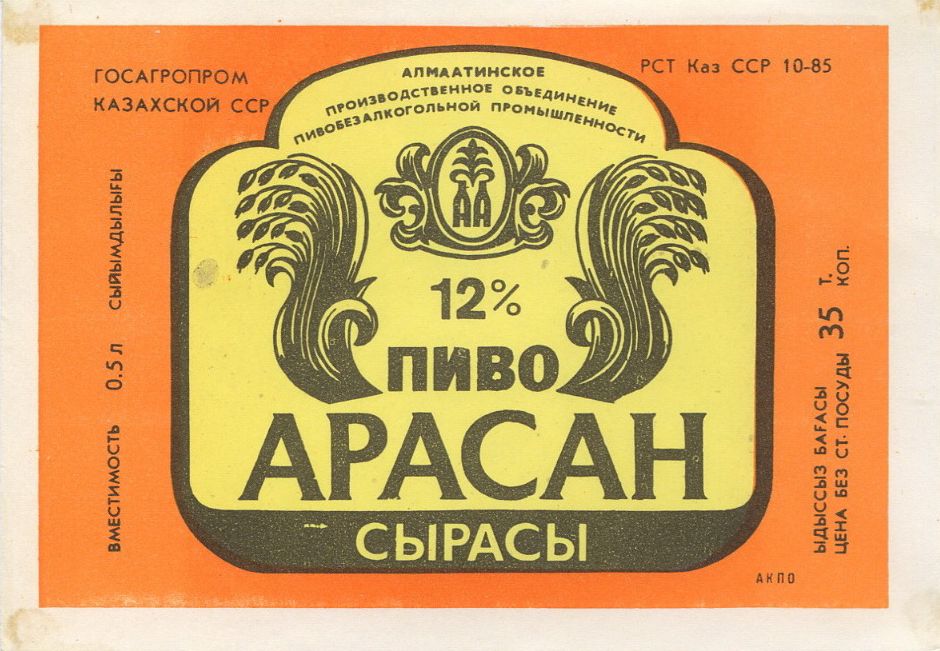 ГОСАГРОПРОМ
КАЗАХСКОЙ ССР
АЛМААТИНСКОЕ
ПРОИЗВОДСТВЕННОЕ ОБЪЕДИНЕНИЕ
ПИВОБЕЗАЛКОГОЛЬНОЙ ПРОМЫШЛЕННОСТИ
РСТ Каз ССР 10-85
АА
12%
ПИВО
АРАСАН
СЫРАСЫ
ВМЕСТИМОСТЬ 0.5 л СЫЙЫМДЫЛЫҒЫ
ЫДЫССЫЗ БАҒАСЫ 35 Т.
ЦЕНА БЕЗ СТ. ПОСУДЫ 35 КОП.
АКПО